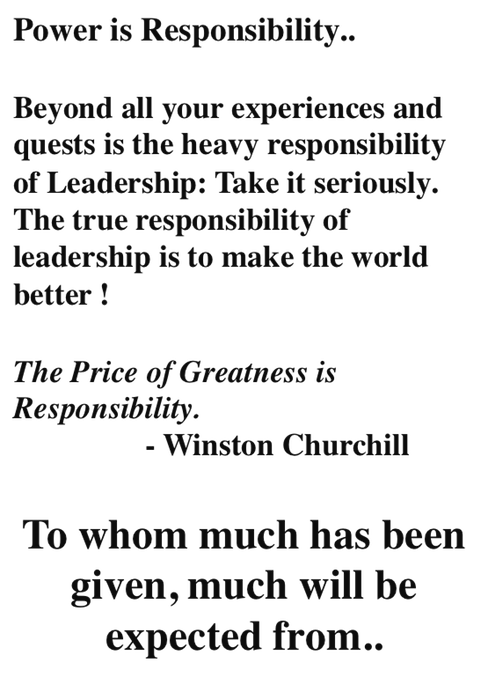 Power is Responsibility..
Beyond all your experiences and
quests is the heavy responsibility
of Leadership: Take it seriously.
The true responsibility of
leadership is to make the world
better !
The Price of Greatness is
Responsibility.
- Winston Churchill
To whom much has been
given, much will be
expected from..